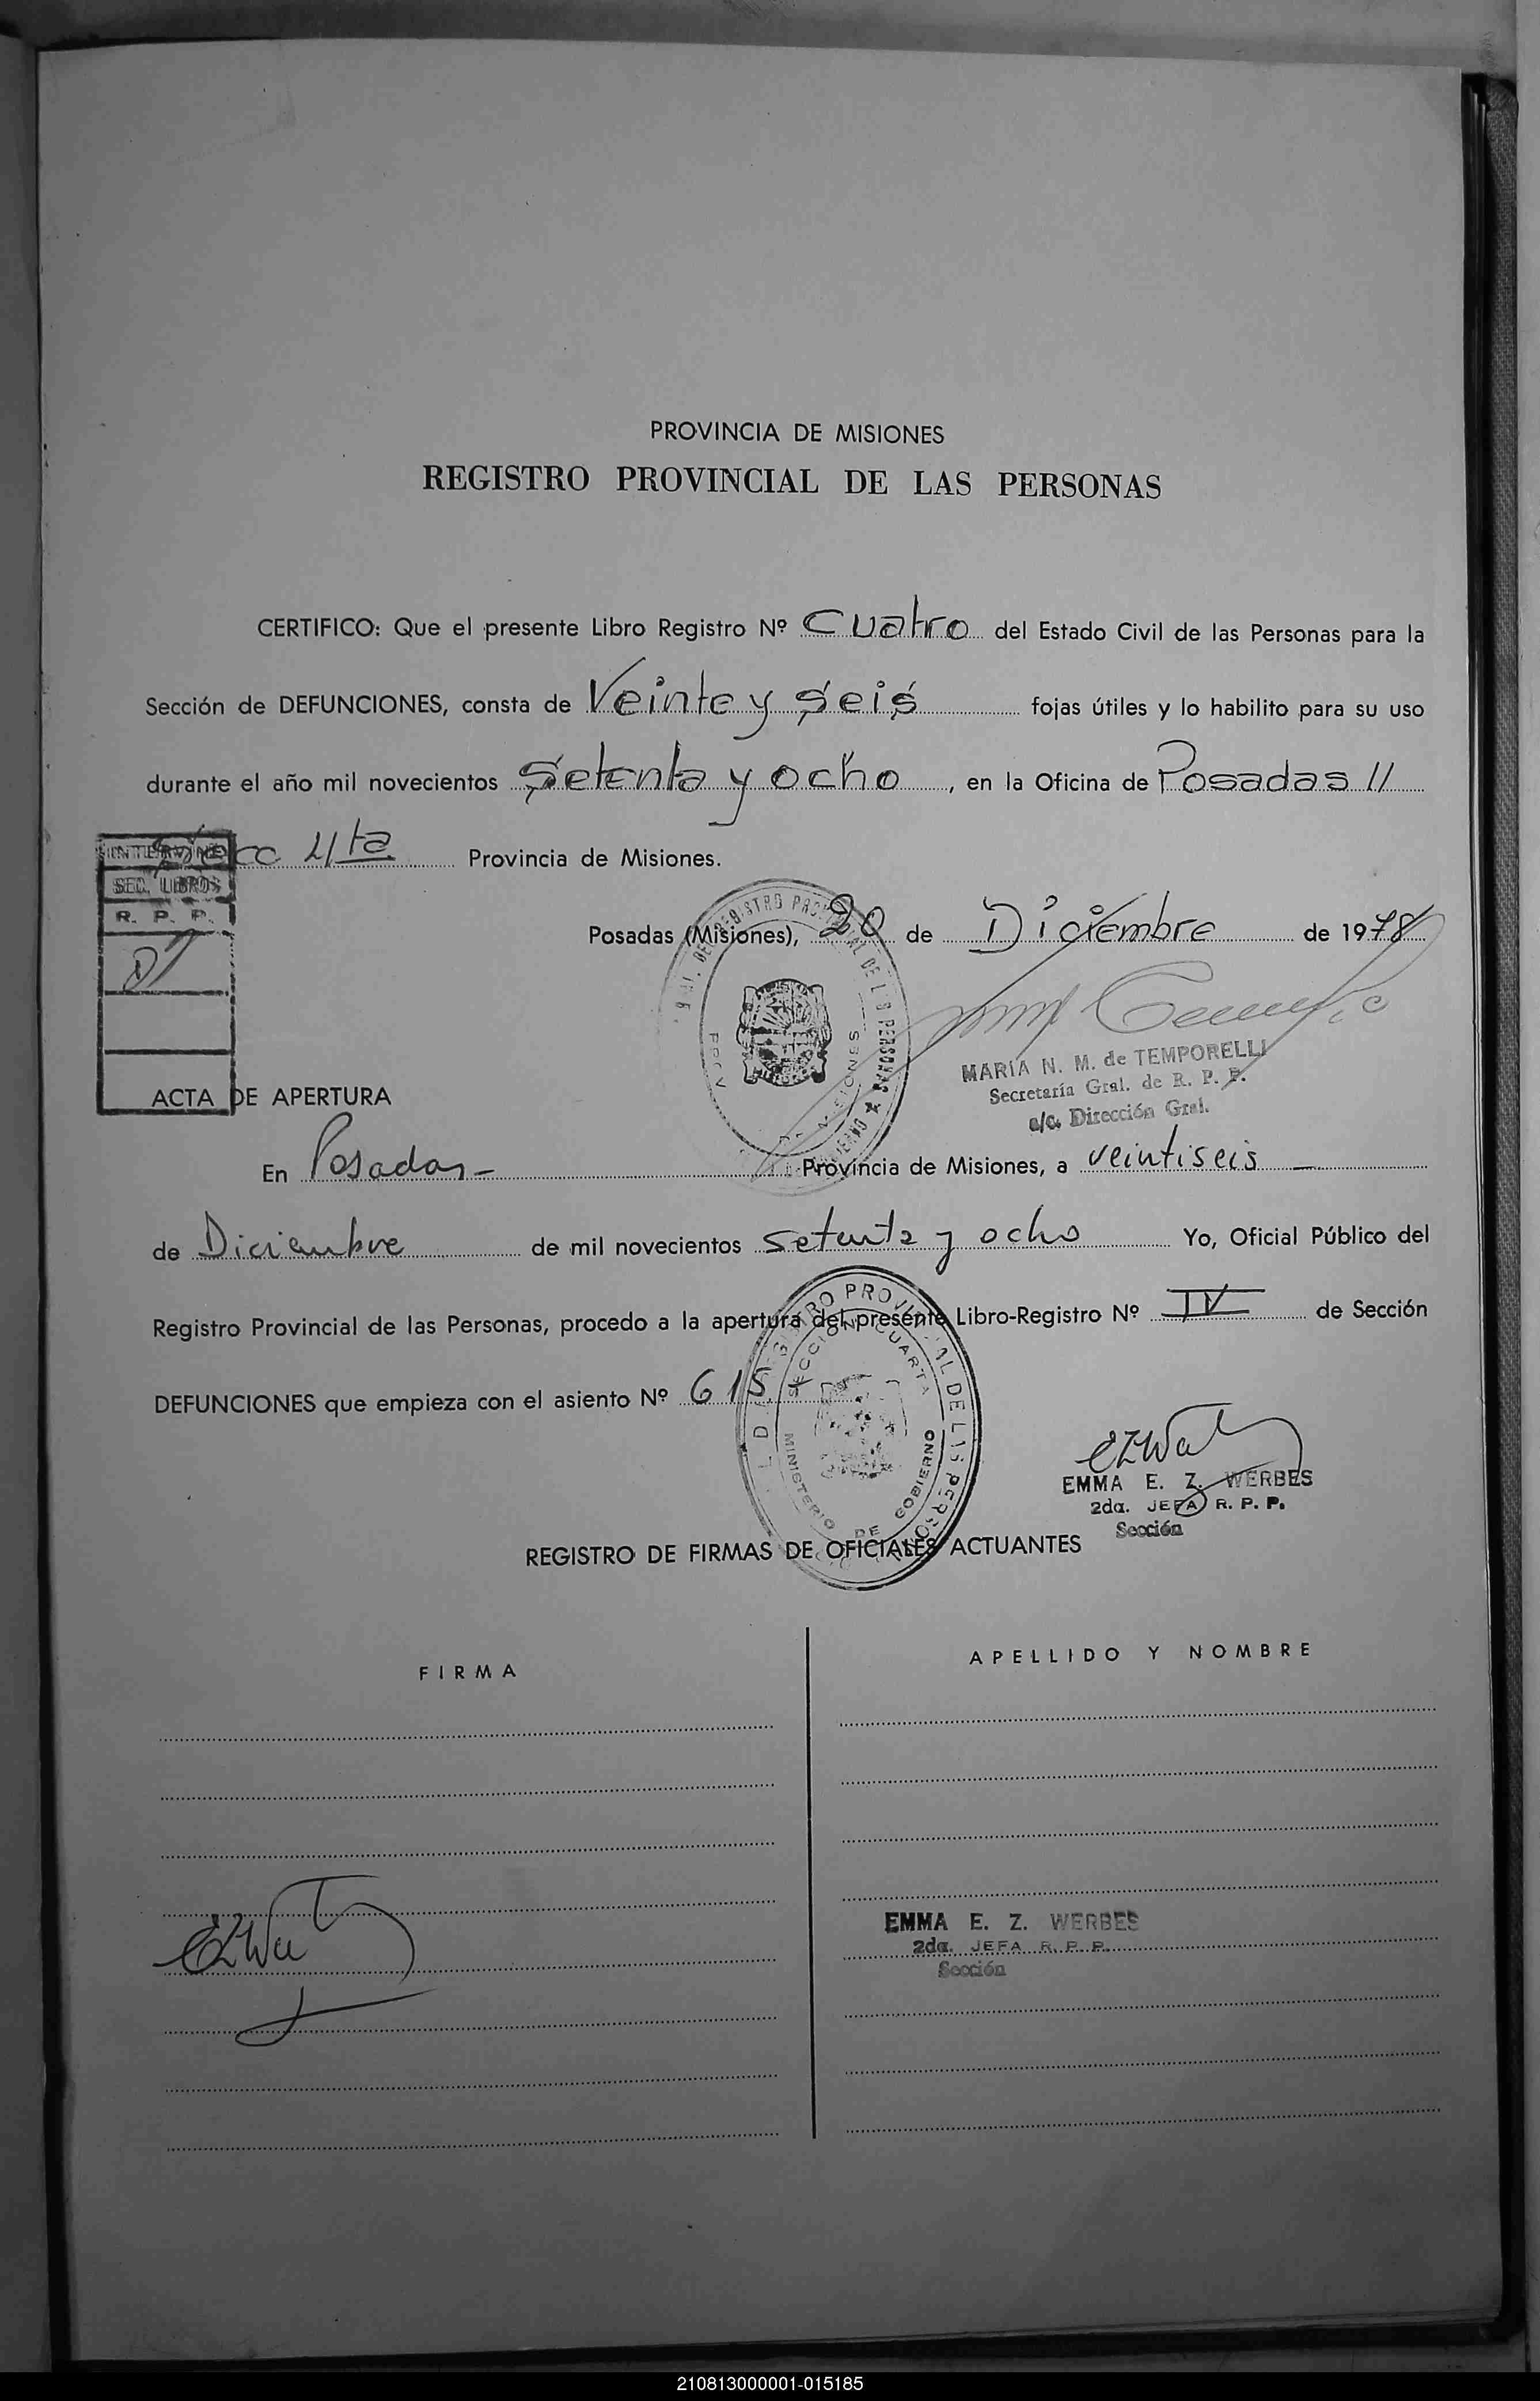 PROVINCIA DE MISIONES
REGISTRO PROVINCIAL DE LAS PERSONAS
CERTIFICO: Que el presente Libro Registro Nº Cuatro del Estado Civil de las Personas para la
Sección de DEFUNCIONES, consta de Veinte y seis fojas útiles y lo habilito para su uso
durante el año mil novecientos Setenta y ocho, en la Oficina de Posadas //
Secc 4ta Provincia de Misiones.
INTERVINO
SEC. LIBROS
R. P. P.
Posadas (Misiones), 20 de Diciembre de 1978
MARIA N. M. de TEMPORELLI
Secretaría Gral. de R. P. P.
a/c. Dirección Gral.
ACTA DE APERTURA
En Posadas - Provincia de Misiones, a veintiseis -
de Diciembre de mil novecientos setenta y ocho Yo, Oficial Público del
Registro Provincial de las Personas, procedo a la apertura del presente Libro-Registro Nº IV de Sección
DEFUNCIONES que empieza con el asiento Nº 615
SECCION CUARTA
MINISTERIO DE GOBIERNO
EMMA E. Z. WERBES
2da. JEFA R. P. P.
Sección
REGISTRO DE FIRMAS DE OFICIALES ACTUANTES
FIRMA
APELLIDO Y NOMBRE
EMMA E. Z. WERBES
2da. JEFA R. P. P.
Sección
210813000001-015185